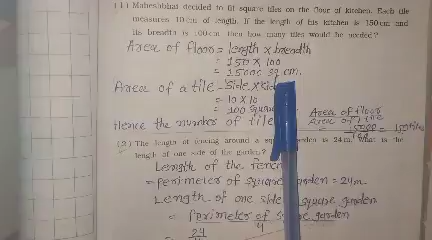 (1) Maheshbhai decided to fit square tiles on the floor of kitchen. Each tile
measures 10 cm of length. If the length of his kitchen is 150 cm and
its breadth is 100 cm then how many tiles would be needed?
Area of floor = length × breadth
= 150 × 100
= 15000 sq cm.
Area of a tile = side ×
= 10 × 10
= 100 square
Hence the number of tile Area of floor
Area of 1 tile
The length of fencing around a garden is 24m. What is the
length of one side of the garden?
Length of the fence
= Perimeter of square garden = 24m
Length of one side square garden
= Perimeter of garden
4
24